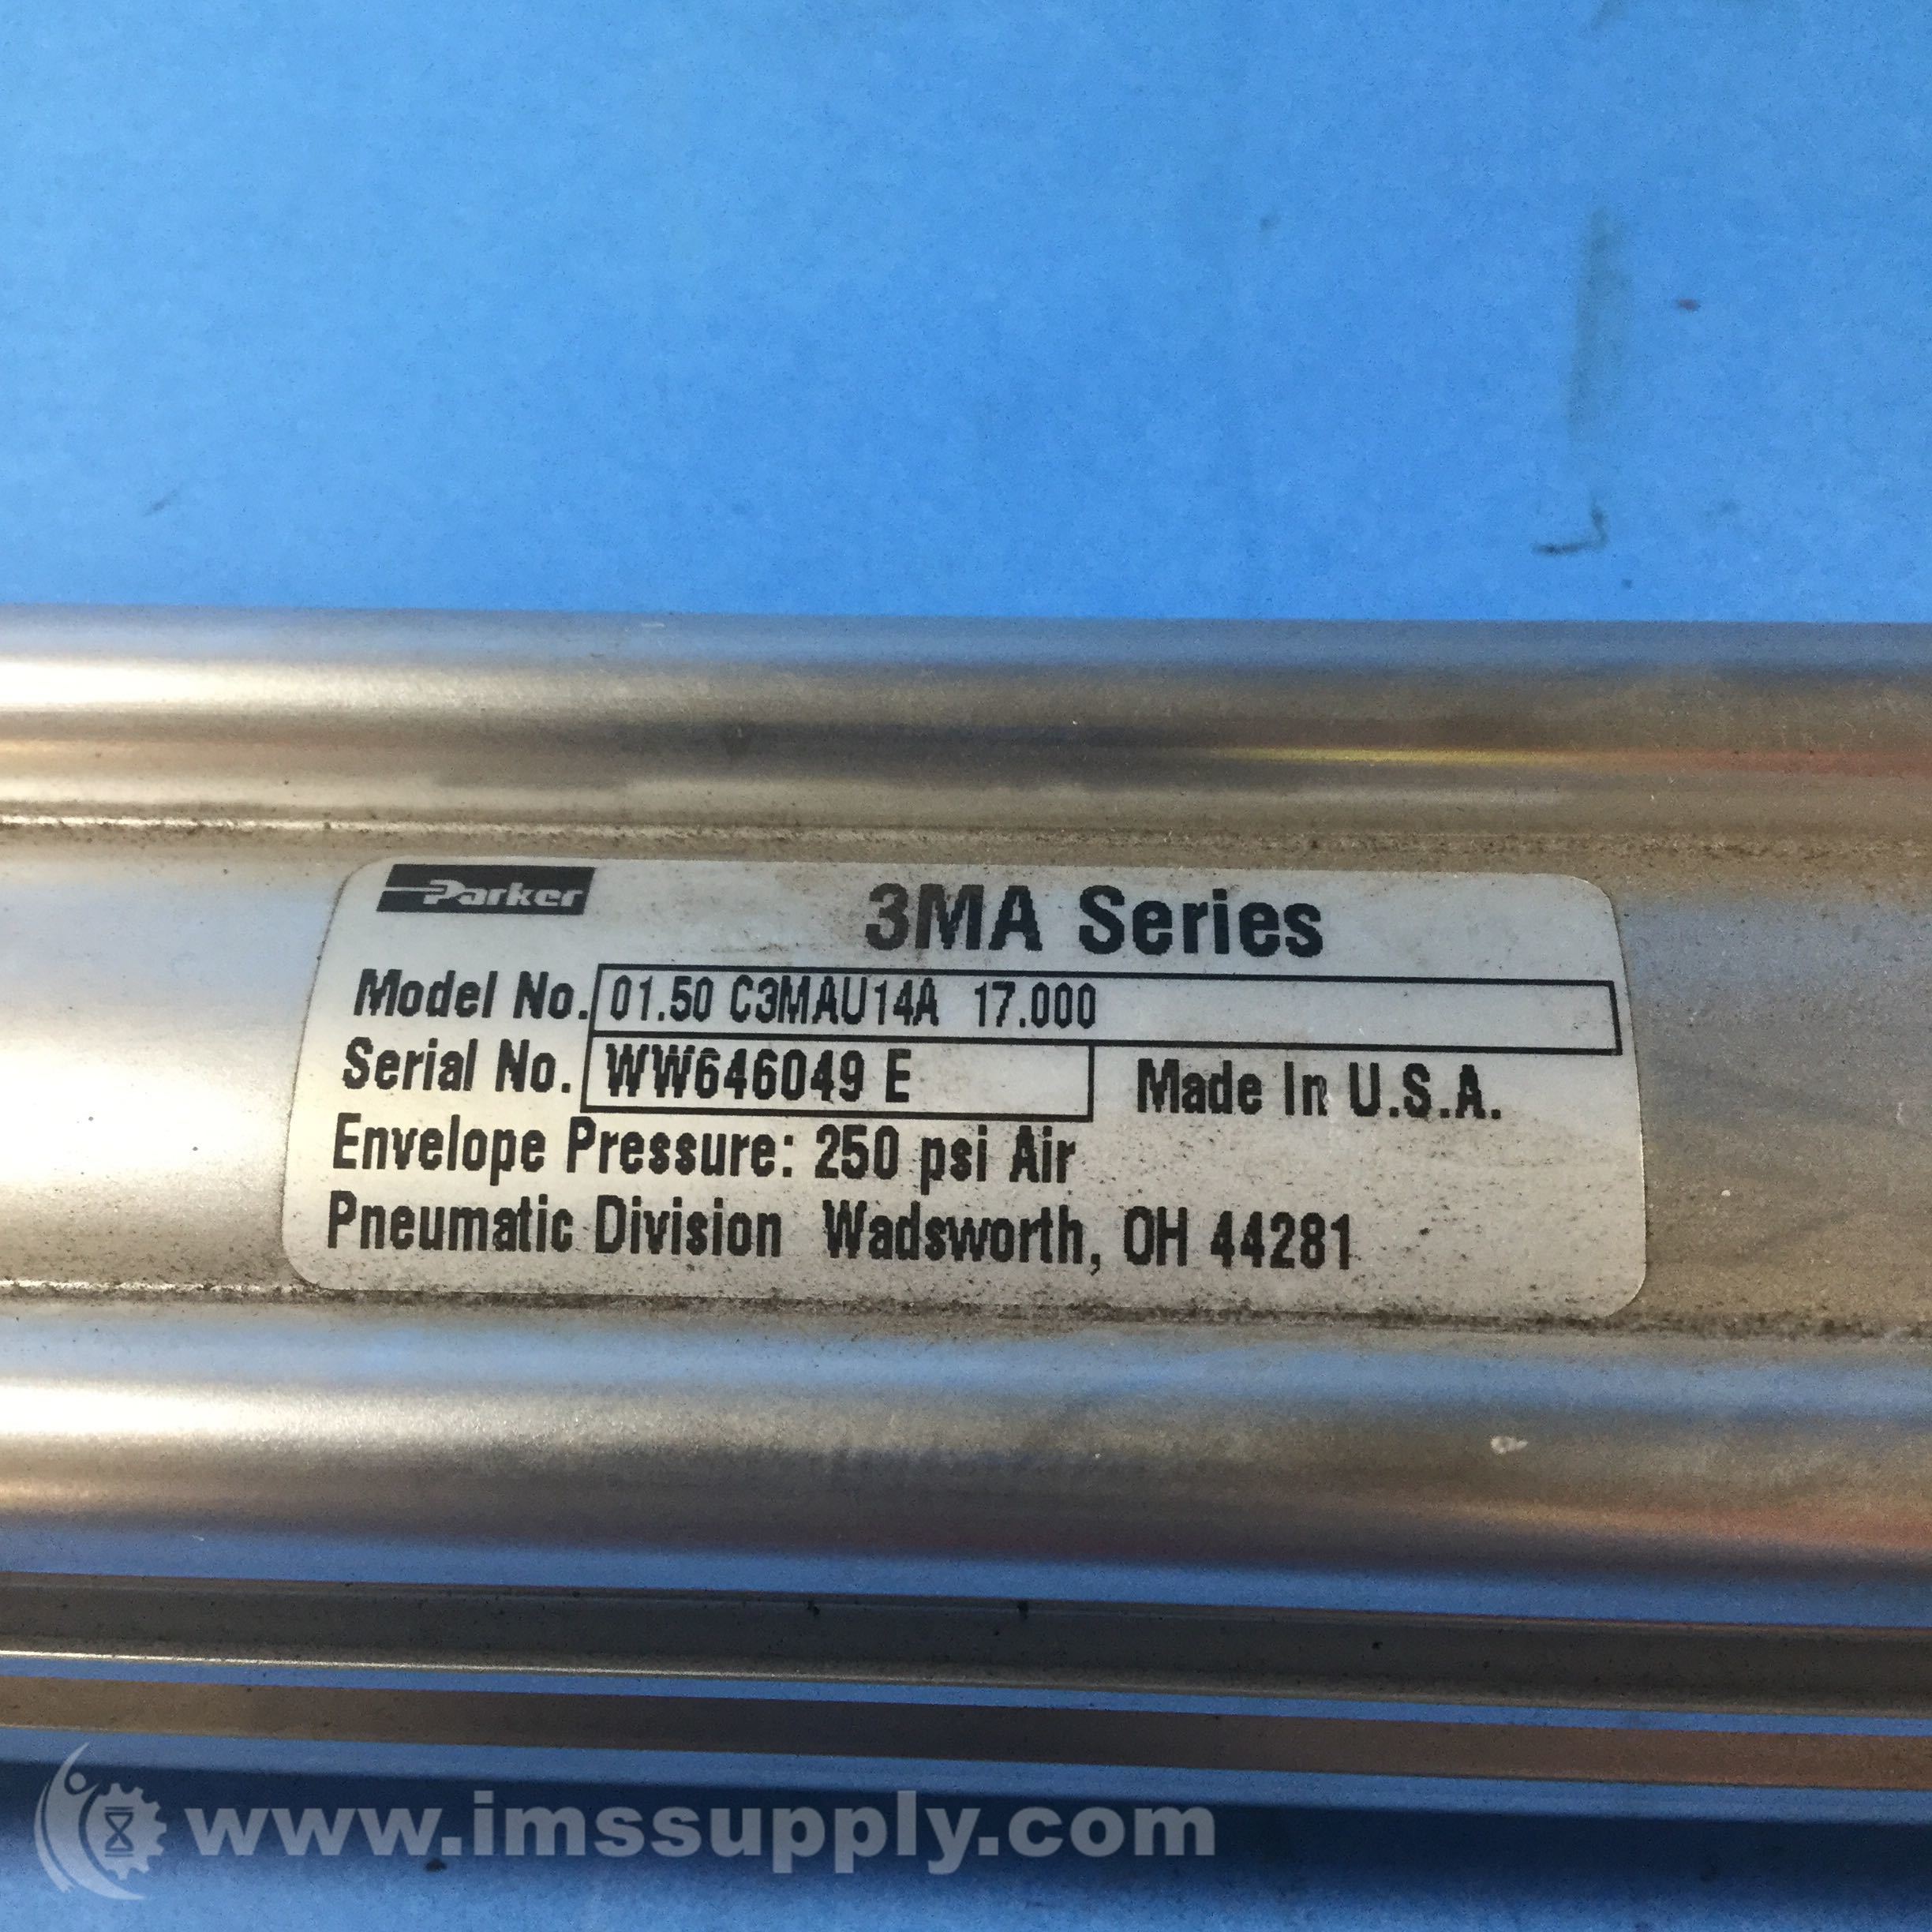 Parker 3MA Series
Model No. 01.50 C3MAU14A 17.000
Serial No. WW646049 E Made In U.S.A.
Envelope Pressure: 250 psi Air
Pneumatic Division Wadsworth, OH 44281
www.imssupply.com